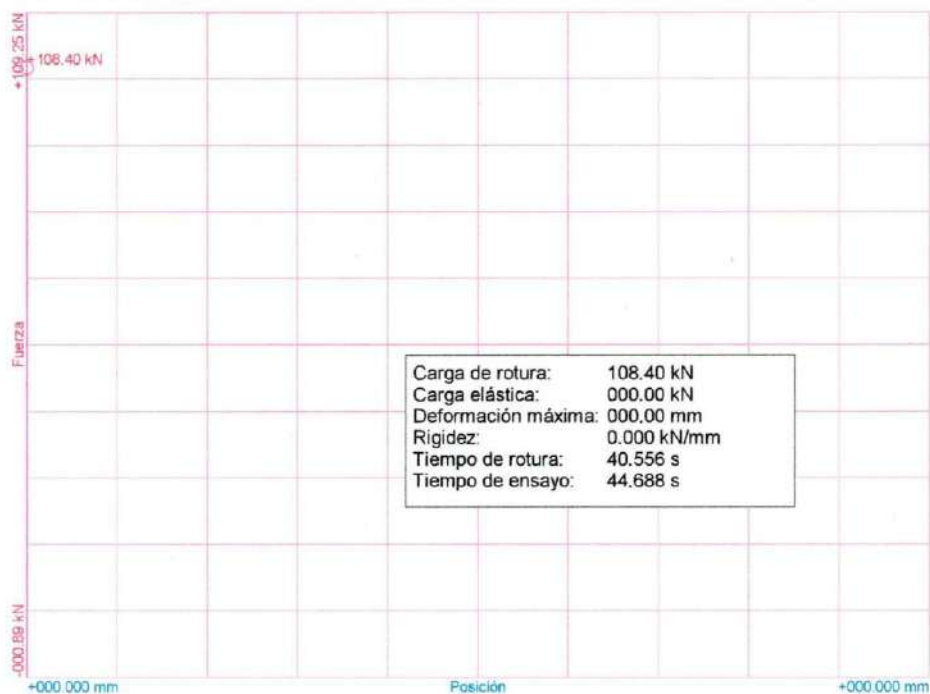 +109.25 kN
+108.40 kN
Fuerza
Carga de rotura: 108.40 kN
Carga elástica: 000.00 kN
Deformación máxima: 000.00 mm
Rigidez: 0.000 kN/mm
Tiempo de rotura: 40.556 s
Tiempo de ensayo: 44.688 s
-000.89 kN
+000.000 mm Posición +000.000 mm